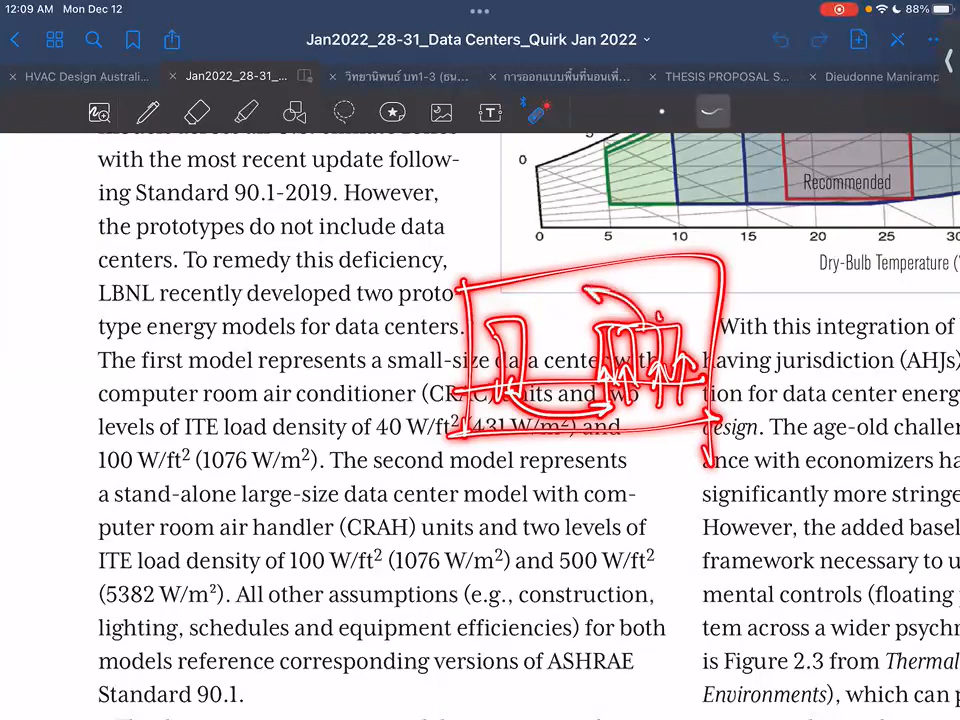 12:09 AM Mon Dec 12
88%
Jan2022_28-31_Data Centers_Quirk Jan 2022
HVAC Design Australi...
Jan2022_28-31_...
วิทยานิพนธ์ บท1-3 (ธน...
การออกแบบพื้นที่นอนเพื่...
THESIS PROPOSAL S...
Dieudonne Maniramp
with the most recent update follow-
ing Standard 90.1-2019. However,
the prototypes do not include data
centers. To remedy this deficiency,
LBNL recently developed two proto-
type energy models for data centers.
The first model represents a small-size data center with
computer room air conditioner (CRAC) units and two
levels of ITE load density of 40 W/ft² (431 W/m²) and
100 W/ft² (1076 W/m²). The second model represents
a stand-alone large-size data center model with com-
puter room air handler (CRAH) units and two levels of
ITE load density of 100 W/ft² (1076 W/m²) and 500 W/ft²
(5382 W/m²). All other assumptions (e.g., construction,
lighting, schedules and equipment efficiencies) for both
models reference corresponding versions of ASHRAE
Standard 90.1.
0
Recommended
0 5 10 15 20 25 30
Dry-Bulb Temperature (
With this integration of
having jurisdiction (AHJs)
tion for data center energ
design. The age-old challen
ance with economizers ha
significantly more stringe
However, the added basel
framework necessary to u
mental controls (floating
tem across a wider psychr
is Figure 2.3 from Thermal
Environments), which can p